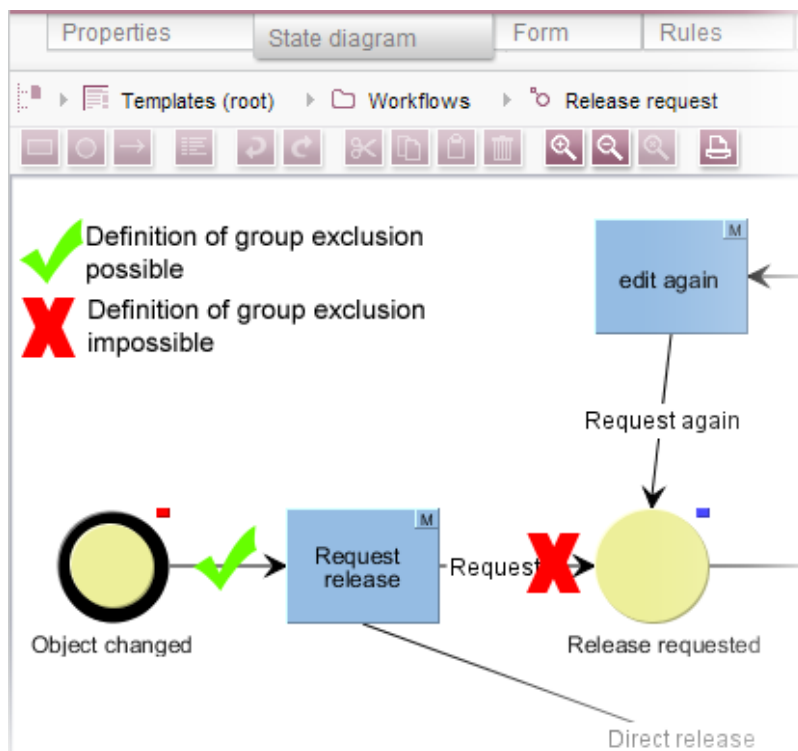 Properties
State diagram
Form
Rules
Templates (root)
Workflows
Release request
Definition of group exclusion
possible
Definition of group exclusion
impossible
M
edit again
Request again
M
Request
release
Request
Object changed
Release requested
Direct release